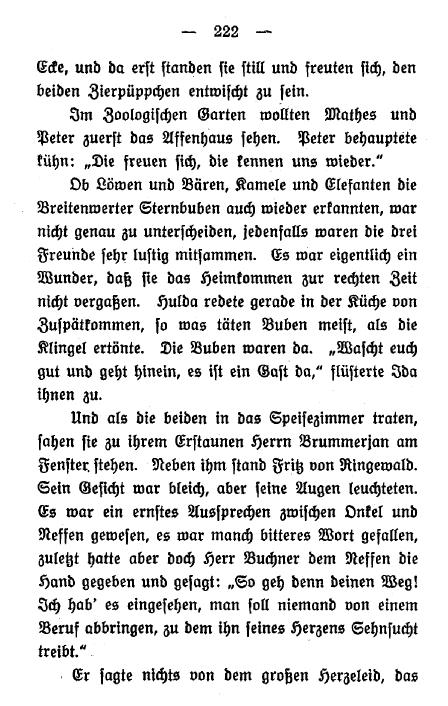 — 222 —
Ecke, und da erst standen sie still und freuten sich, den
beiden Zierpüppchen entwischt zu sein.
Im Zoologischen Garten wollten Mathes und
Peter zuerst das Affenhaus sehen. Peter behauptete
kühn: „Die freuen sich, die kennen uns wieder.“
Ob Löwen und Bären, Kamele und Elefanten die
Breitenwerter Sternbuben auch wieder erkannten, war
nicht genau zu unterscheiden, jedenfalls waren die drei
Freunde sehr lustig mitsammen. Es war eigentlich ein
Wunder, daß sie das Heimkommen zur rechten Zeit
nicht vergaßen. Hulda redete gerade in der Küche von
Zuspätkommen, so was täten Buben meist, als die
Klingel ertönte. Die Buben waren da. „Wascht euch
gut und geht hinein, es ist ein Gast da,“ flüsterte Ida
ihnen zu.
Und als die beiden in das Speisezimmer traten,
sahen sie zu ihrem Erstaunen Herrn Brummerjan am
Fenster stehen. Neben ihm stand Fritz von Ringewald.
Sein Gesicht war bleich, aber seine Augen leuchteten.
Es war ein ernstes Aussprechen zwischen Onkel und
Neffen gewesen, es war manch bitteres Wort gefallen,
zuletzt hatte aber doch Herr Buchner dem Neffen die
Hand gegeben und gesagt: „So geh denn deinen Weg!
Ich hab’ es eingesehen, man soll niemand von einem
Beruf abbringen, zu dem ihn seines Herzens Sehnsucht
treibt.“
Er sagte nichts von dem großen Herzeleid, das